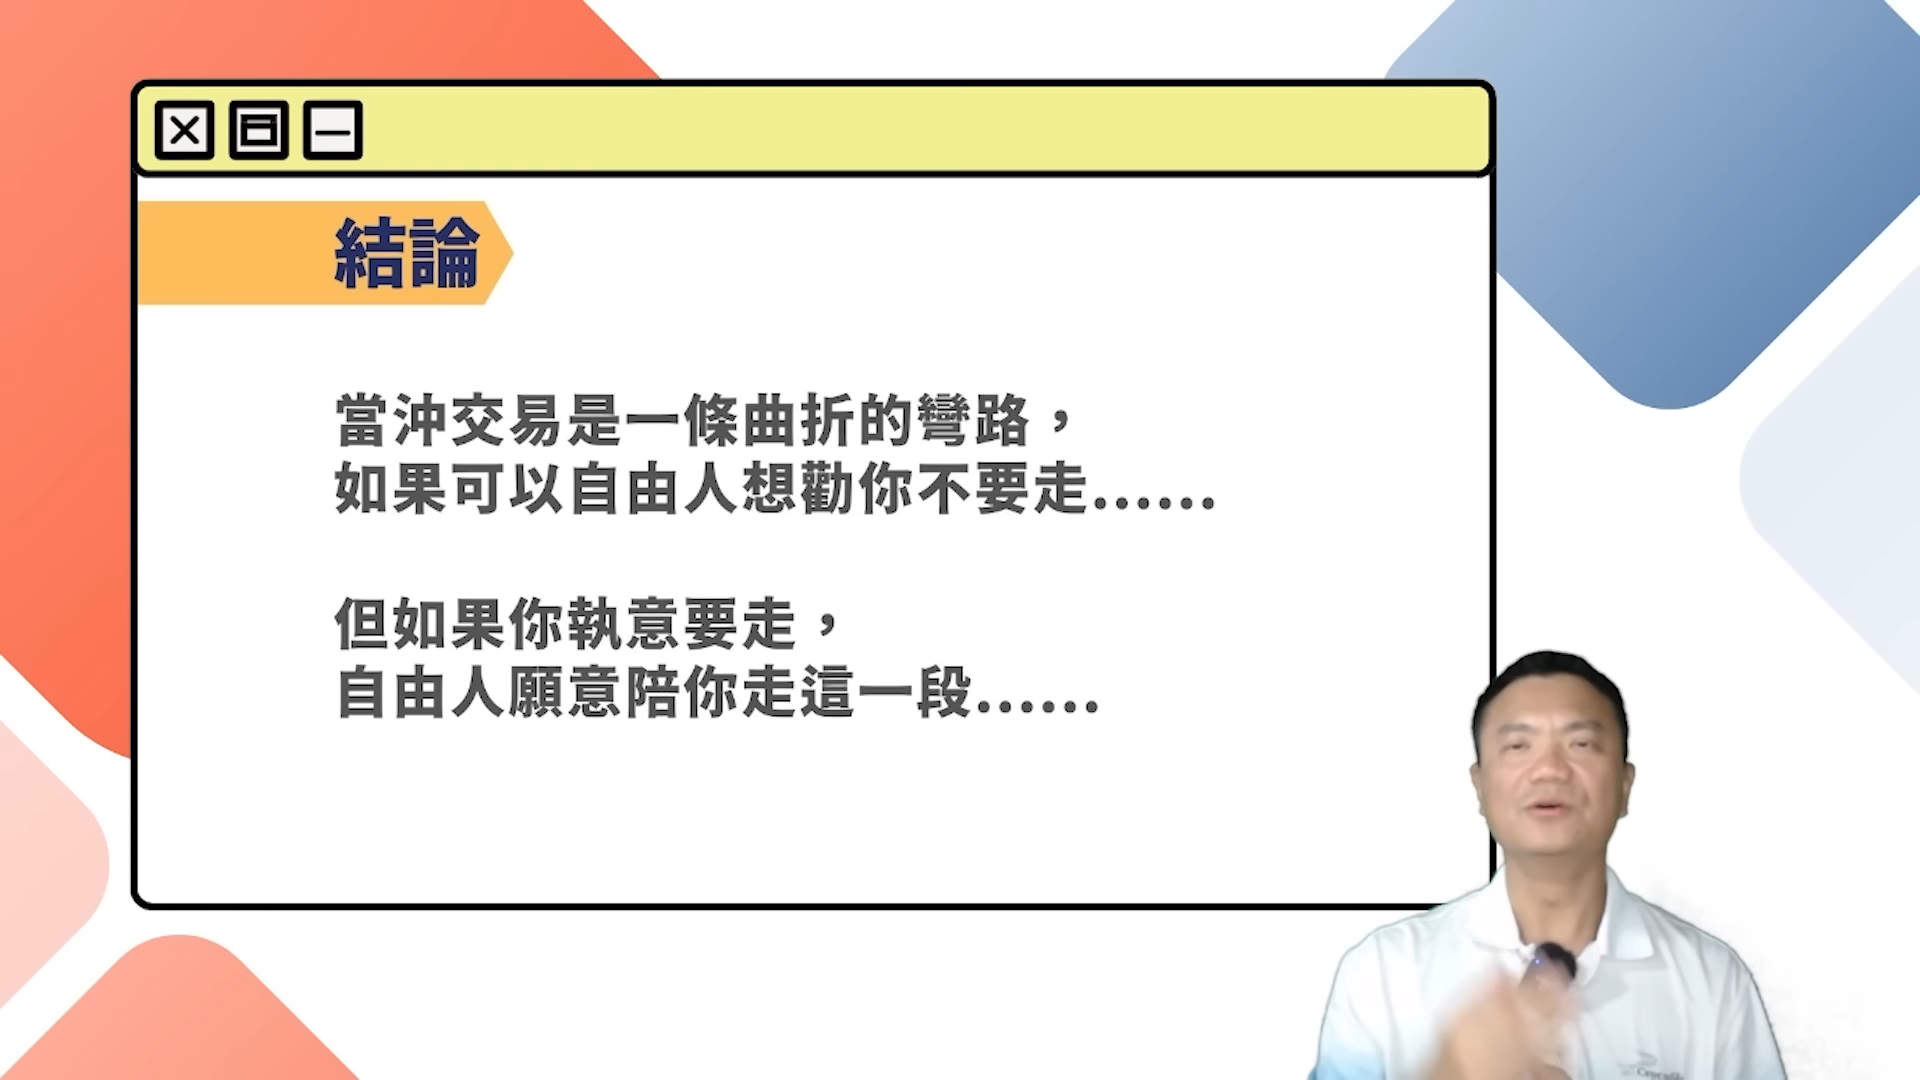 結論
當沖交易是一條曲折的彎路，
如果可以自由人想勸你不要走......
但如果你執意要走，
自由人願意陪你走這一段......